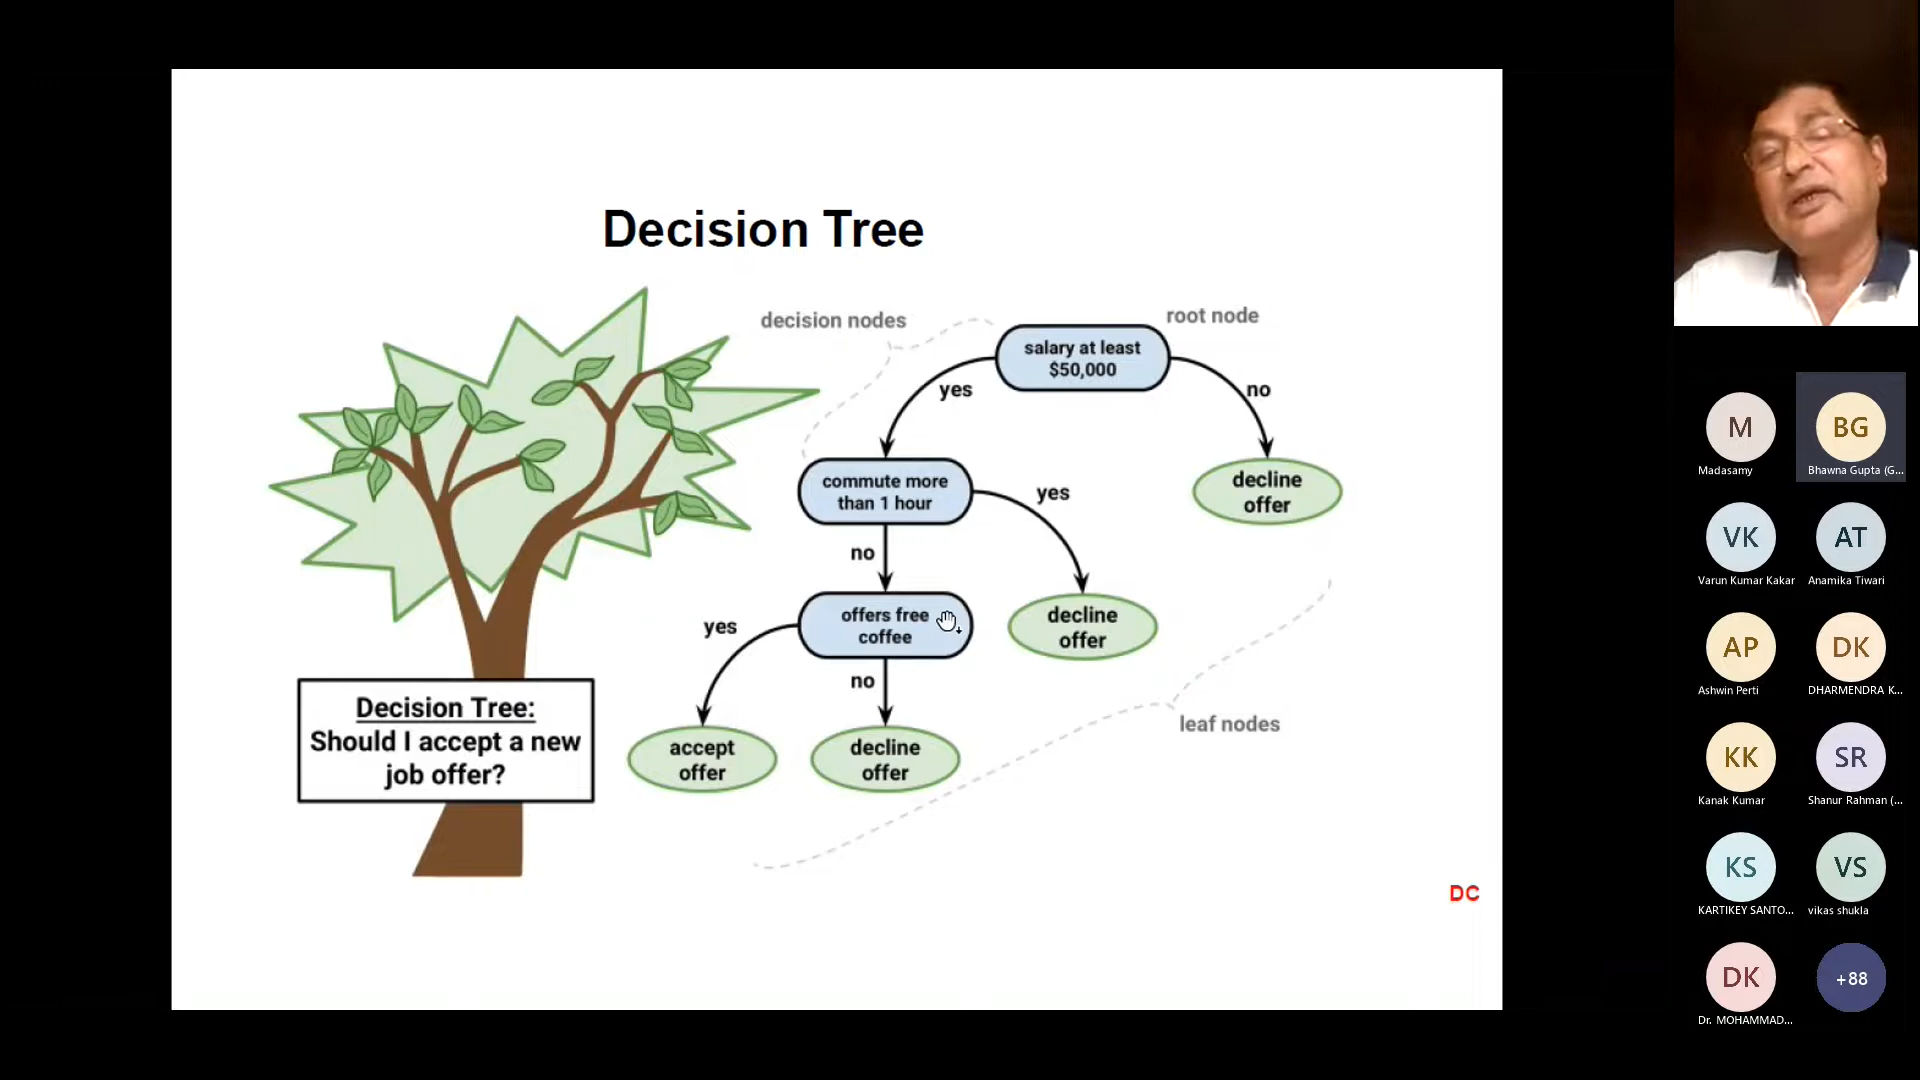 Decision Tree
decision nodes
root node
salary at least
$50,000
yes
no
commute more
than 1 hour
yes
decline
offer
no
offers free
coffee
decline
offer
yes
no
accept
offer
decline
offer
leaf nodes
Decision Tree:
Should I accept a new
job offer?
DC
M
Madasamy
BG
Bhawna Gupta (G...
VK
Varun Kumar Kakar
AT
Anamika Tiwari
AP
Ashwin Perti
DK
DHARMENDRA K...
KK
Kanak Kumar
SR
Shanur Rahman (...
KS
KARTIKEY SANTO...
VS
vikas shukla
DK
Dr. MOHAMMAD...
+88